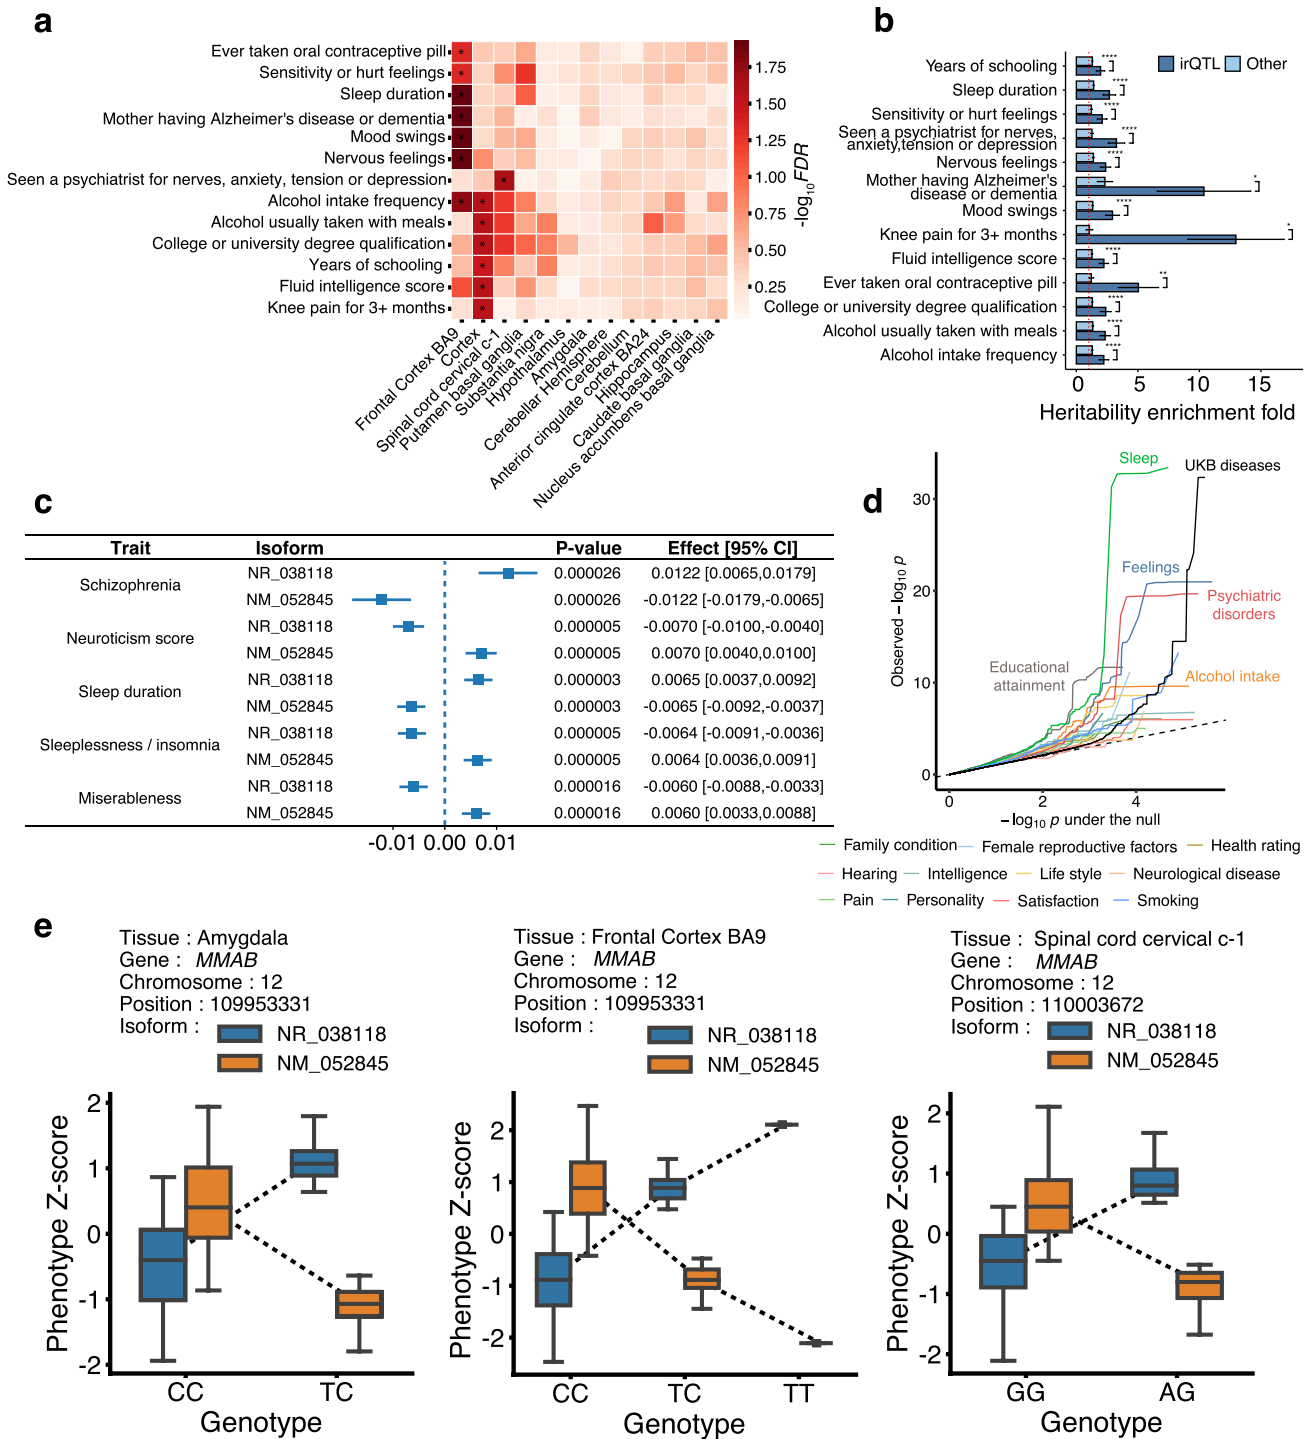 a
Ever taken oral contraceptive pill
Sensitivity or hurt feelings
Sleep duration
Mother having Alzheimer's disease or dementia
Mood swings
Nervous feelings
Seen a psychiatrist for nerves, anxiety, tension or depression
Alcohol intake frequency
Alcohol usually taken with meals
College or university degree qualification
Years of schooling
Fluid intelligence score
Knee pain for 3+ months
Frontal Cortex BA9
Cortex
Spinal cord cervical c-1
Putamen basal ganglia
Substantia nigra
Hypothalamus
Amygdala
Cerebellar Hemisphere
Cerebellum
Anterior cingulate cortex BA24
Hippocampus
Caudate basal ganglia
Nucleus accumbens basal ganglia
1.75
1.50
1.25
1.00
0.75
0.50
0.25
-log10FDR
b
irQTL Other
Years of schooling ****
Sleep duration ****
Sensitivity or hurt feelings ****
Seen a psychiatrist for nerves, ****
anxiety,tension or depression
Nervous feelings ****
Mother having Alzheimer's *
disease or dementia
Mood swings ****
Knee pain for 3+ months *
Fluid intelligence score ****
Ever taken oral contraceptive pill **
College or university degree qualification ****
Alcohol usually taken with meals ****
Alcohol intake frequency ****
0 5 10 15
Heritability enrichment fold
c
Trait Isoform P-value Effect [95% CI]
Schizophrenia
NR_038118 0.000026 0.0122 [0.0065,0.0179]
NM_052845 0.000026 -0.0122 [-0.0179,-0.0065]
Neuroticism score
NR_038118 0.000005 -0.0070 [-0.0100,-0.0040]
NM_052845 0.000005 0.0070 [0.0040,0.0100]
Sleep duration
NR_038118 0.000003 0.0065 [0.0037,0.0092]
NM_052845 0.000003 -0.0065 [-0.0092,-0.0037]
Sleeplessness / insomnia
NR_038118 0.000005 -0.0064 [-0.0091,-0.0036]
NM_052845 0.000005 0.0064 [0.0036,0.0091]
Miserableness
NR_038118 0.000016 -0.0060 [-0.0088,-0.0033]
NM_052845 0.000016 0.0060 [0.0033,0.0088]
-0.01 0.00 0.01
d
Sleep
UKB diseases
Feelings
Psychiatric
disorders
Educational
attainment
Alcohol intake
30
20
10
0
Observed −log10 p
0 2 4
−log10 p under the null
Family condition Female reproductive factors Health rating
Hearing Intelligence Life style Neurological disease
Pain Personality Satisfaction Smoking
e
Tissue : Amygdala
Gene : MMAB
Chromosome : 12
Position : 109953331
Isoform : NR_038118
NM_052845
2
1
0
-1
-2
Phenotype Z-score
CC TC
Genotype
Tissue : Frontal Cortex BA9
Gene : MMAB
Chromosome : 12
Position : 109953331
Isoform : NR_038118
NM_052845
2
1
0
-1
-2
Phenotype Z-score
CC TC TT
Genotype
Tissue : Spinal cord cervical c-1
Gene : MMAB
Chromosome : 12
Position : 110003672
Isoform : NR_038118
NM_052845
2
1
0
-1
-2
Phenotype Z-score
GG AG
Genotype